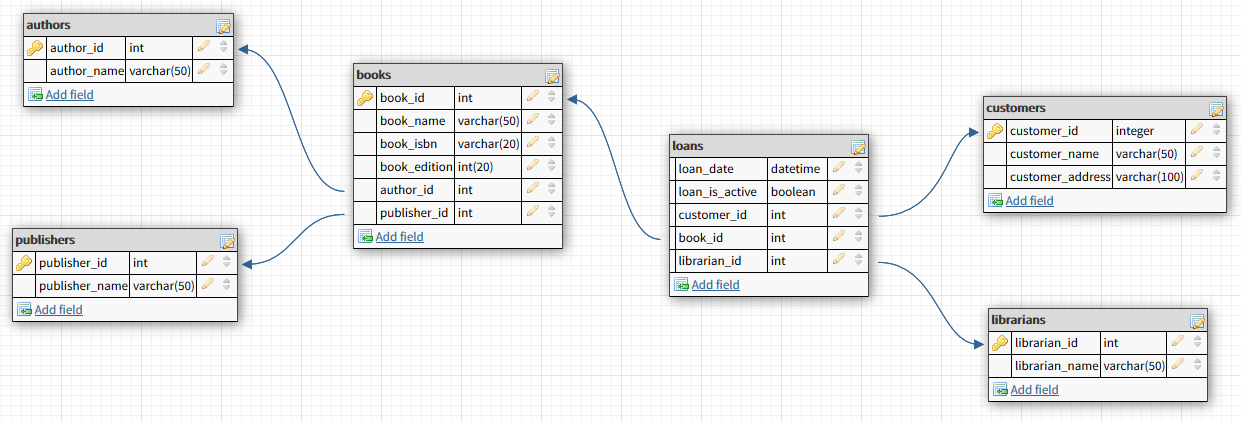 authors
author_id int
author_name varchar(50)
Add field
publishers
publisher_id int
publisher_name varchar(50)
Add field
books
book_id int
book_name varchar(50)
book_isbn varchar(20)
book_edition int(20)
author_id int
publisher_id int
Add field
loans
loan_date datetime
loan_is_active boolean
customer_id int
book_id int
librarian_id int
Add field
customers
customer_id integer
customer_name varchar(50)
customer_address varchar(100)
Add field
librarians
librarian_id int
librarian_name varchar(50)
Add field